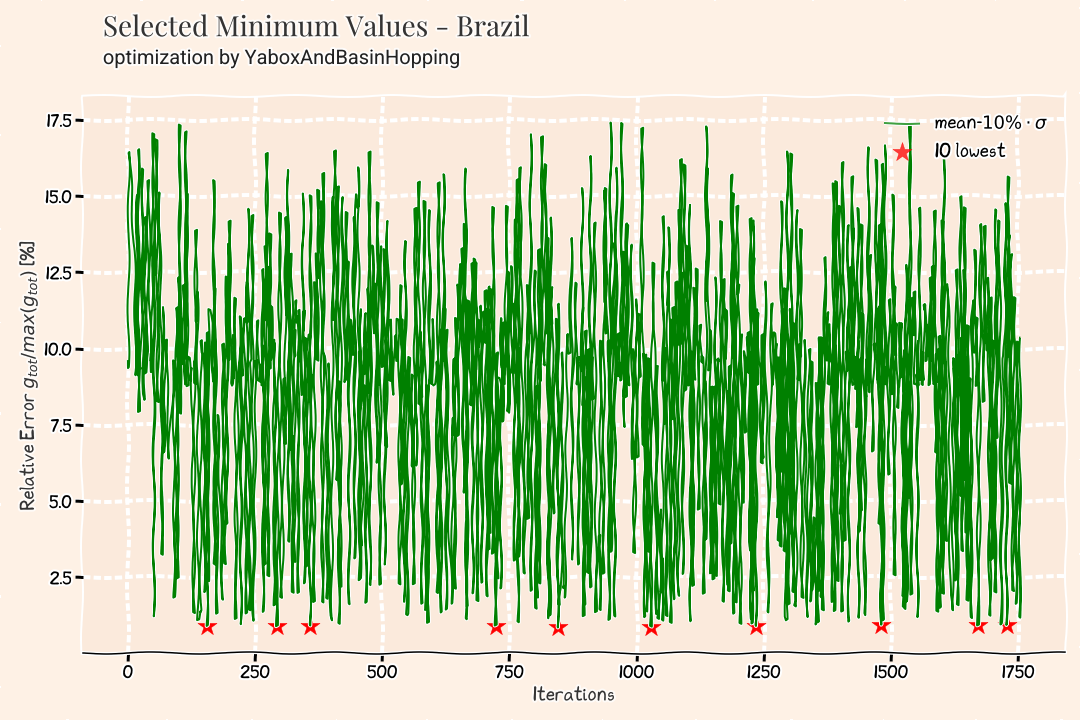 Selected Minimum Values - Brazil
optimization by YaboxAndBasinHopping
Relative Error g_tot/max(g_tot) [%]
17.5
15.0
12.5
10.0
7.5
5.0
2.5
mean-10% · σ
10 lowest
0 250 500 750 1000 1250 1500 1750
Iterations